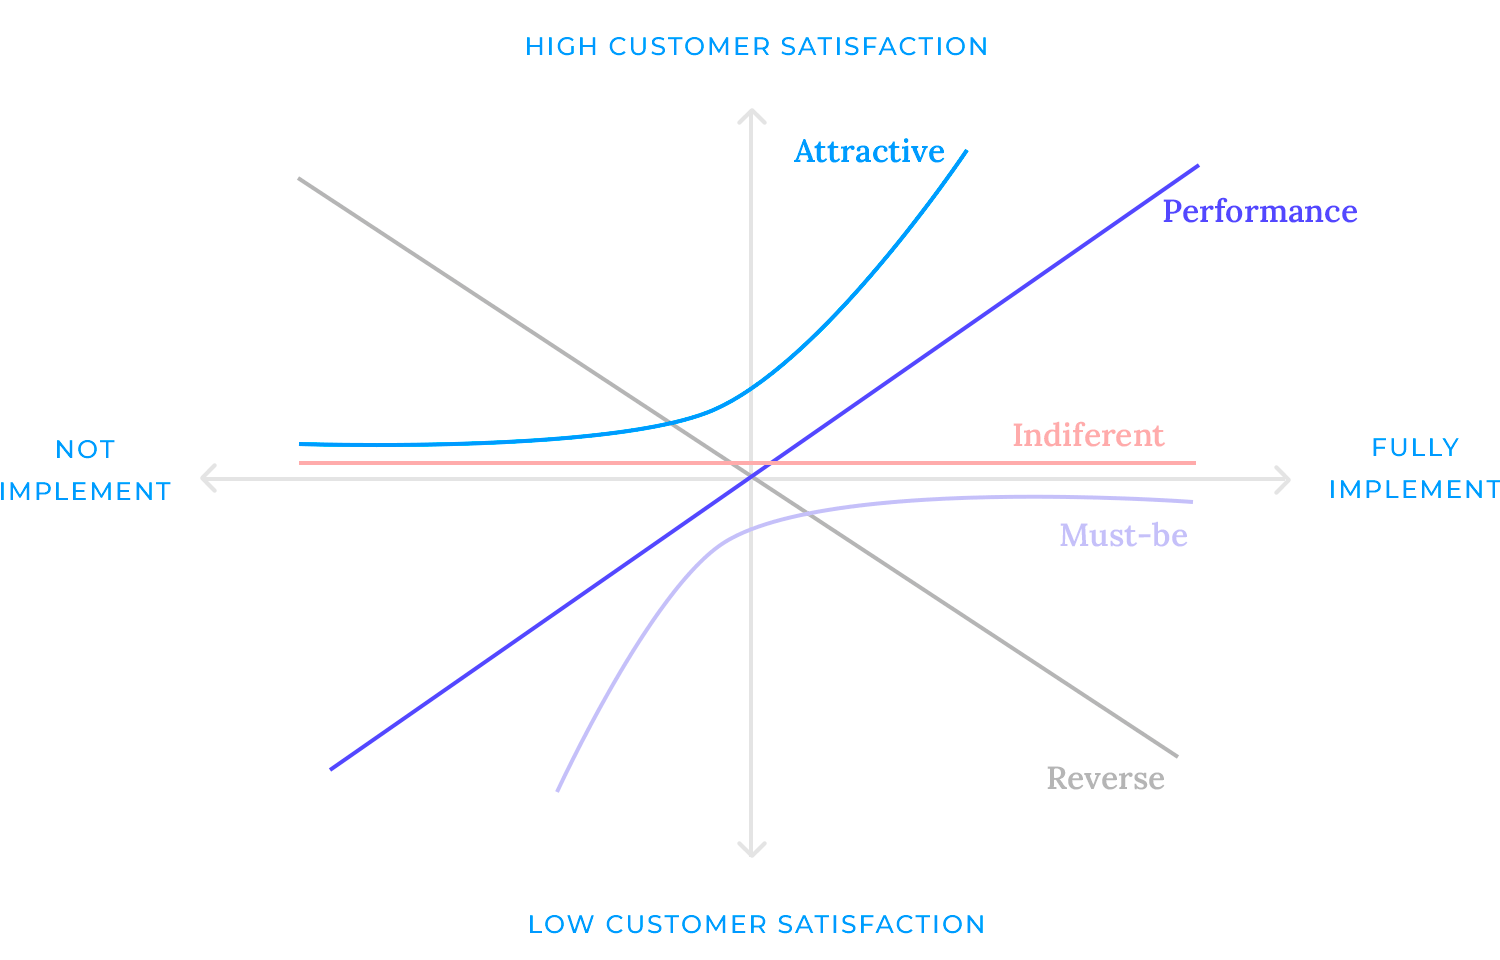 HIGH CUSTOMER SATISFACTION
Attractive
Performance
Indiferent
NOT
IMPLEMENT
FULLY
IMPLEMENT
Must-be
Reverse
LOW CUSTOMER SATISFACTION